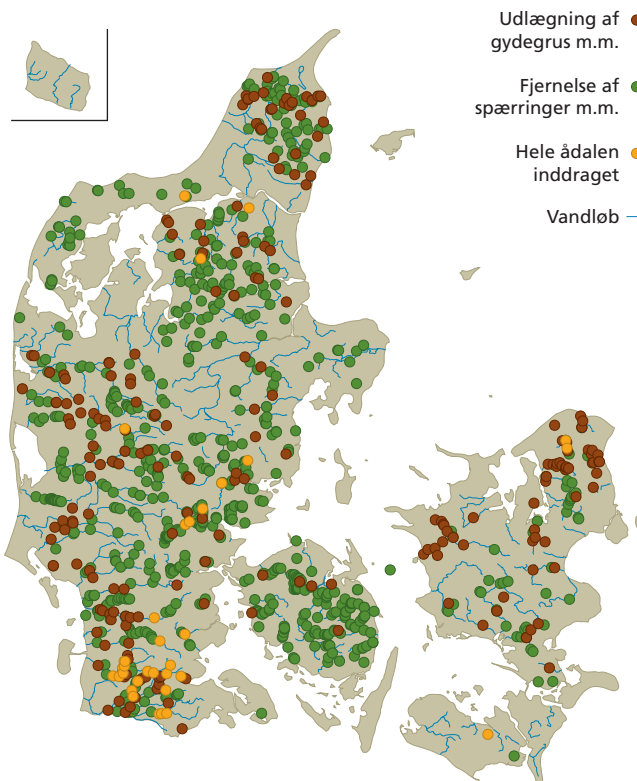 Udlægning af
gydegrus m.m.
Fjernelse af
spærringer m.m.
Hele ådalen
inddraget
Vandløb